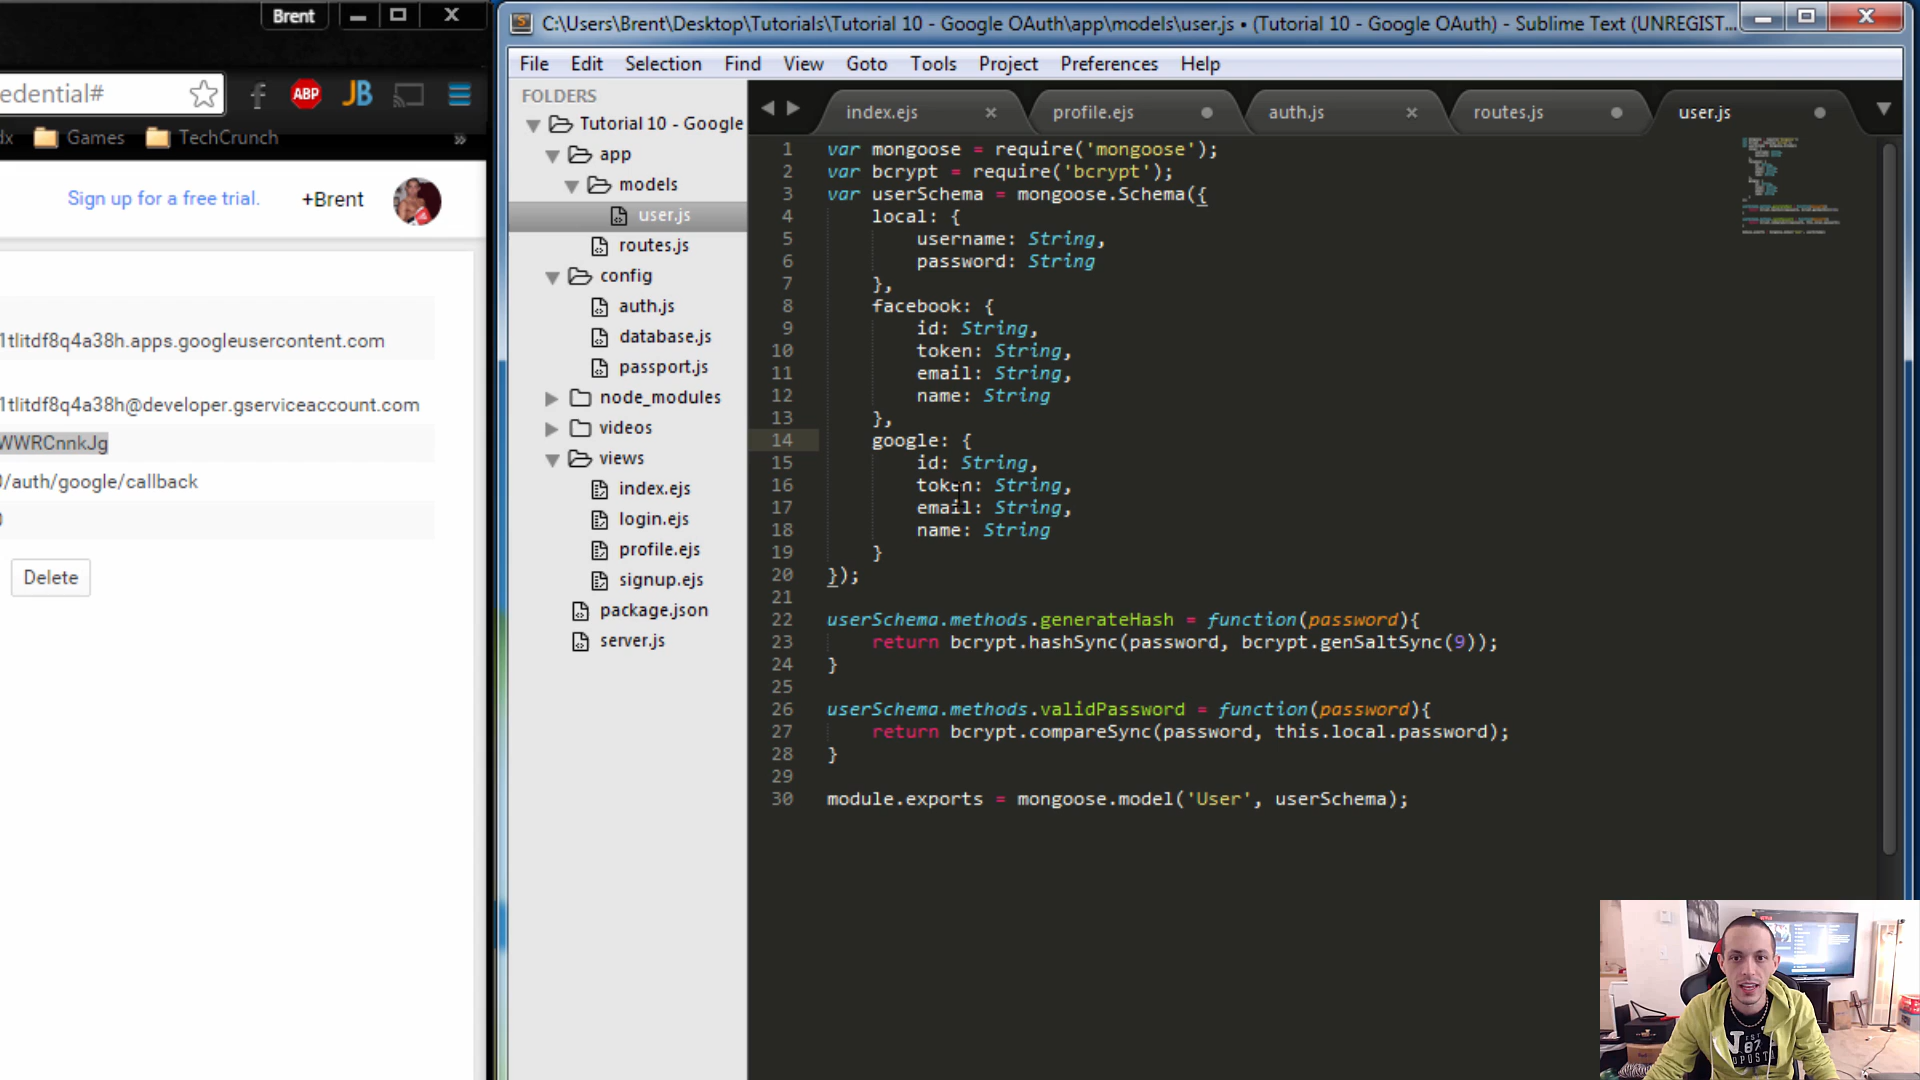 Brent
edential#
ABP
JB
dx
Games
TechCrunch
»
Sign up for a free trial.
+Brent
1tlitdf8q4a38h.apps.googleusercontent.com
1tlitdf8q4a38h@developer.gserviceaccount.com
WWRCnnkJg
/auth/google/callback
Delete
C:\Users\Brent\Desktop\Tutorials\Tutorial 10 - Google OAuth\app\models\user.js • (Tutorial 10 - Google OAuth) - Sublime Text (UNREGIST...
File Edit Selection Find View Goto Tools Project Preferences Help
FOLDERS
Tutorial 10 - Google
app
models
user.js
routes.js
config
auth.js
database.js
passport.js
node_modules
videos
views
index.ejs
login.ejs
profile.ejs
signup.ejs
package.json
server.js
index.ejs
profile.ejs
auth.js
routes.js
user.js
1 var mongoose = require('mongoose');
2 var bcrypt = require('bcrypt');
3 var userSchema = mongoose.Schema({
4 local: {
5 username: String,
6 password: String
7 },
8 facebook: {
9 id: String,
10 token: String,
11 email: String,
12 name: String
13 },
14 google: {
15 id: String,
16 token: String,
17 email: String,
18 name: String
19 }
20 });
21
22 userSchema.methods.generateHash = function(password){
23 return bcrypt.hashSync(password, bcrypt.genSaltSync(9));
24 }
25
26 userSchema.methods.validPassword = function(password){
27 return bcrypt.compareSync(password, this.local.password);
28 }
29
30 module.exports = mongoose.model('User', userSchema);